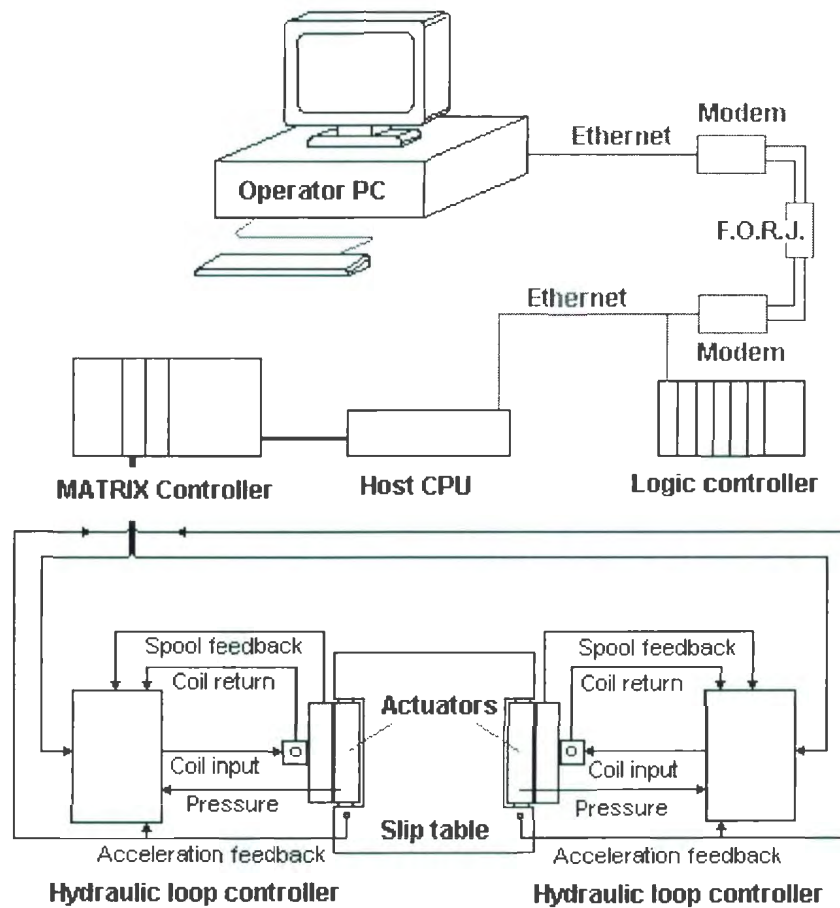 Modem
Ethernet
Operator PC
F.O.R.J.
Ethernet
Modem
MATRIX Controller
Host CPU
Logic controller
Spool feedback
Spool feedback
Coil return
Coil return
Actuators
Coil input
Coil input
Pressure
Pressure
Slip table
Acceleration feedback
Acceleration feedback
Hydraulic loop controller
Hydraulic loop controller